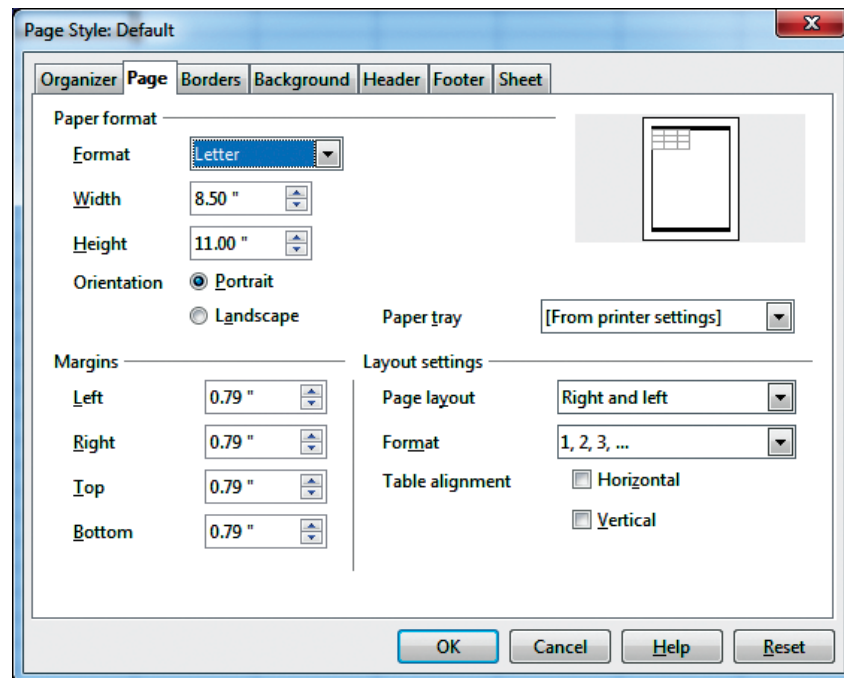 Page Style: Default
Organizer Page Borders Background Header Footer Sheet
Paper format
Format Letter
Width 8.50 "
Height 11.00 "
Orientation Portrait
Landscape
Paper tray [From printer settings]
Margins
Left 0.79 "
Right 0.79 "
Top 0.79 "
Bottom 0.79 "
Layout settings
Page layout Right and left
Format 1, 2, 3, ...
Table alignment Horizontal
Vertical
OK Cancel Help Reset